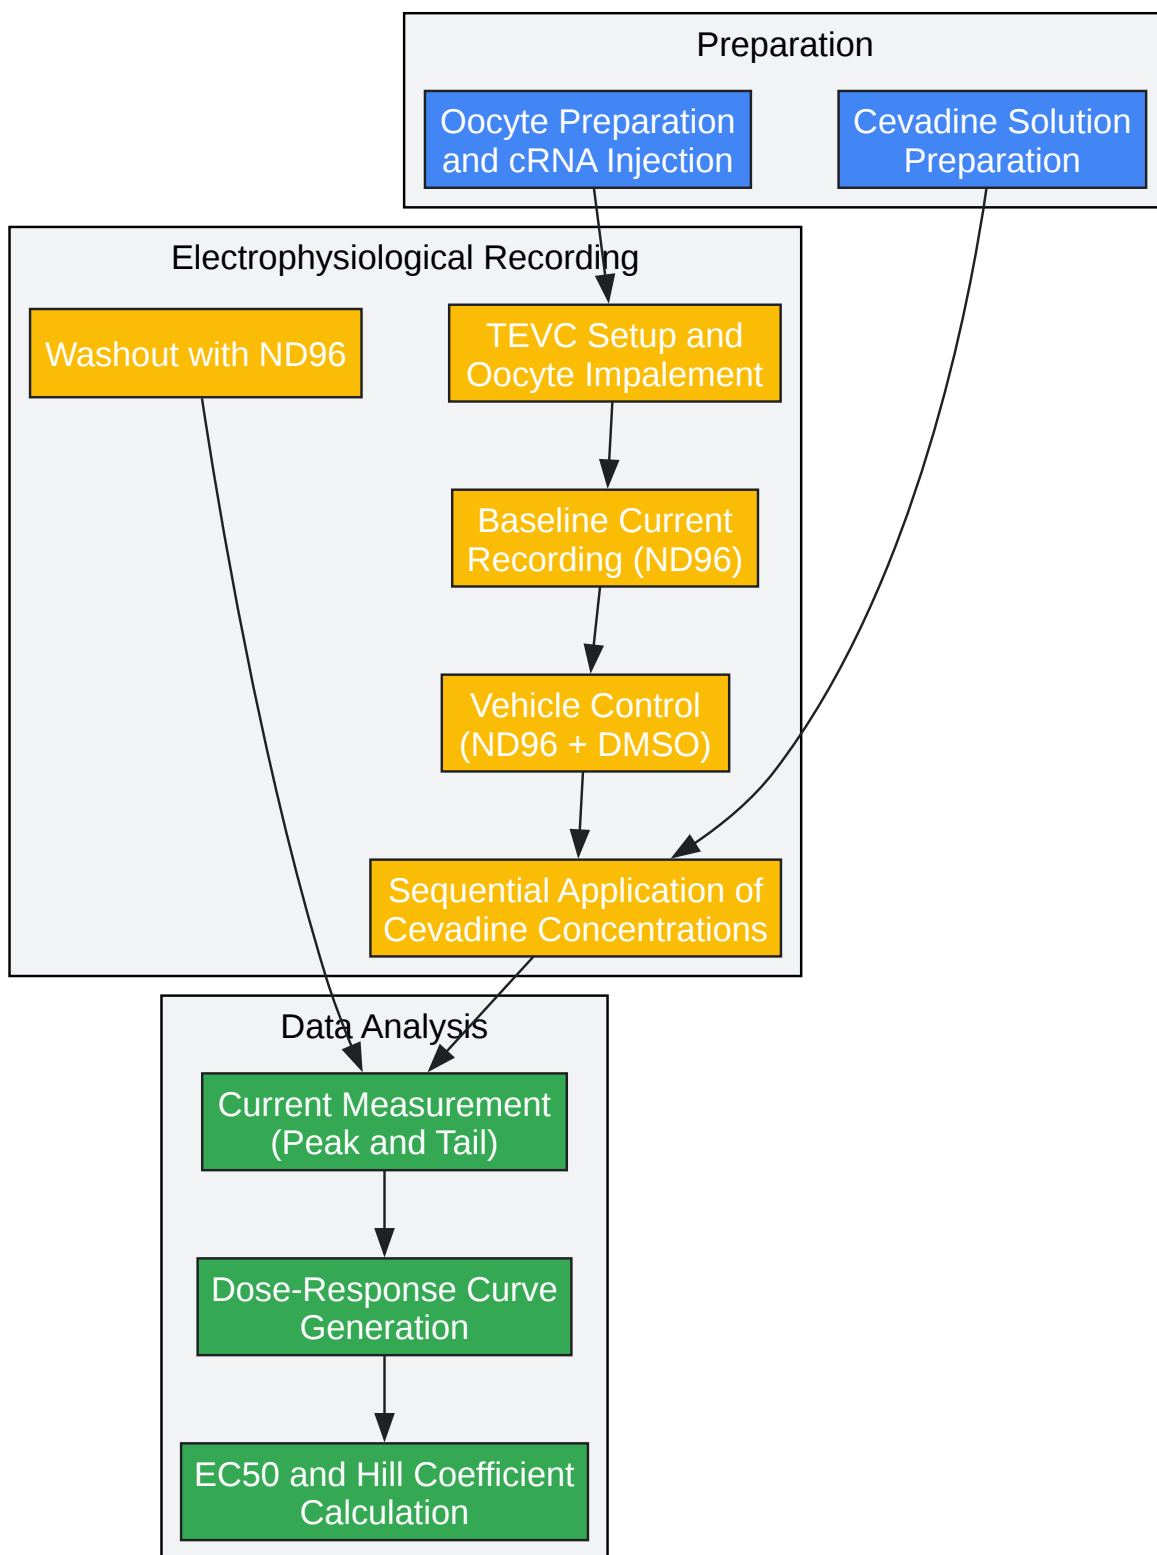 Preparation
Oocyte Preparation
and cRNA Injection
Cevadine Solution
Preparation
Electrophysiological Recording
Washout with ND96
TEVC Setup and
Oocyte Impalement
Baseline Current
Recording (ND96)
Vehicle Control
(ND96 + DMSO)
Sequential Application of
Cevadine Concentrations
Data Analysis
Current Measurement
(Peak and Tail)
Dose-Response Curve
Generation
EC50 and Hill Coefficient
Calculation